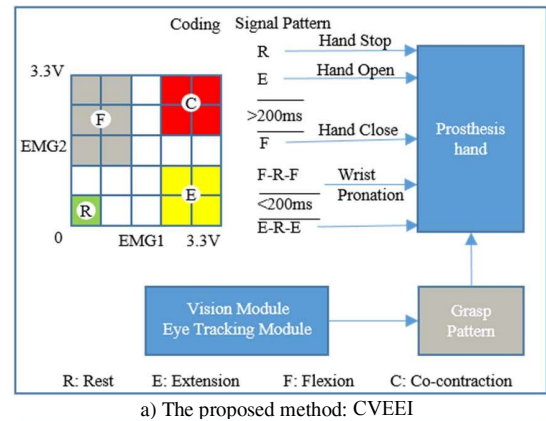 Coding Signal Pattern
R Hand Stop
3.3V
E Hand Open
C
>200ms
F
Hand Close
EMG2
F
Prosthesis
hand
F-R-F Wrist
Pronation
<200ms
E
R
E-R-E
0 EMG1 3.3V
Vision Module
Eye Tracking Module
Grasp
Pattern
R: Rest E: Extension F: Flexion C: Co-contraction
a) The proposed method: CVEEI